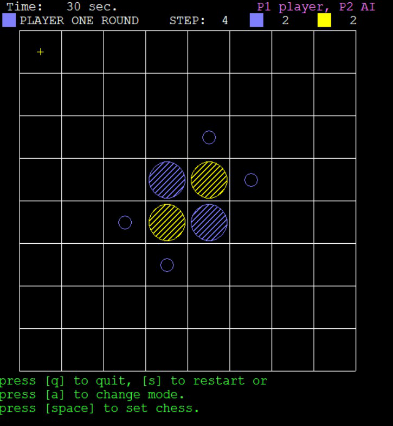 Time: 30 sec. P1 player, P2 AI
PLAYER ONE ROUND STEP: 4 2 2
press [q] to quit, [s] to restart or
press [a] to change mode.
press [space] to set chess.